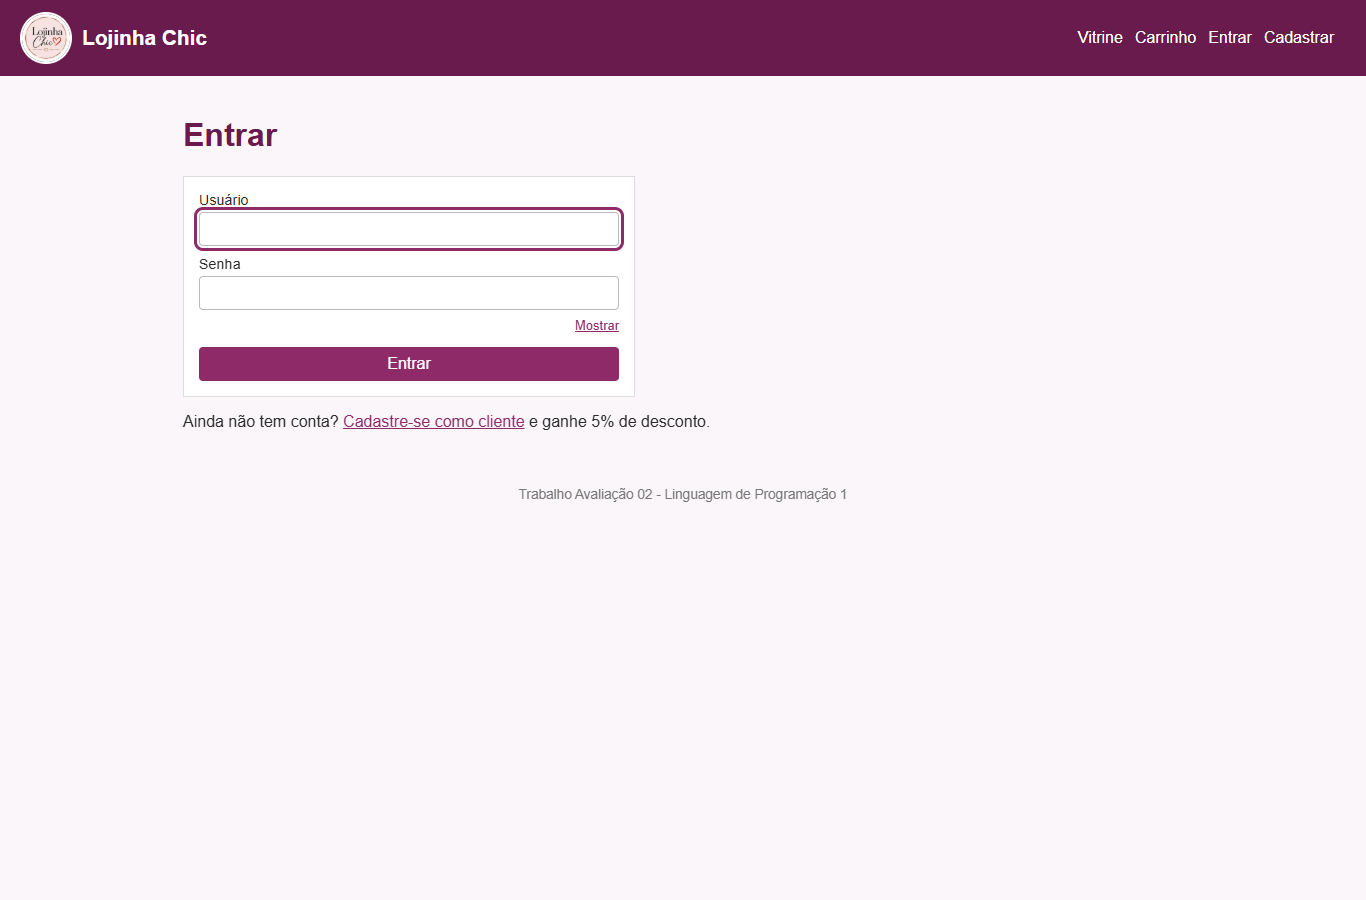 Lojinha
Chic
Lojinha Chic
Vitrine Carrinho Entrar Cadastrar
Entrar
Usuário
Senha
Mostrar
Entrar
Ainda não tem conta? Cadastre-se como cliente e ganhe 5% de desconto.
Trabalho Avaliação 02 - Linguagem de Programação 1